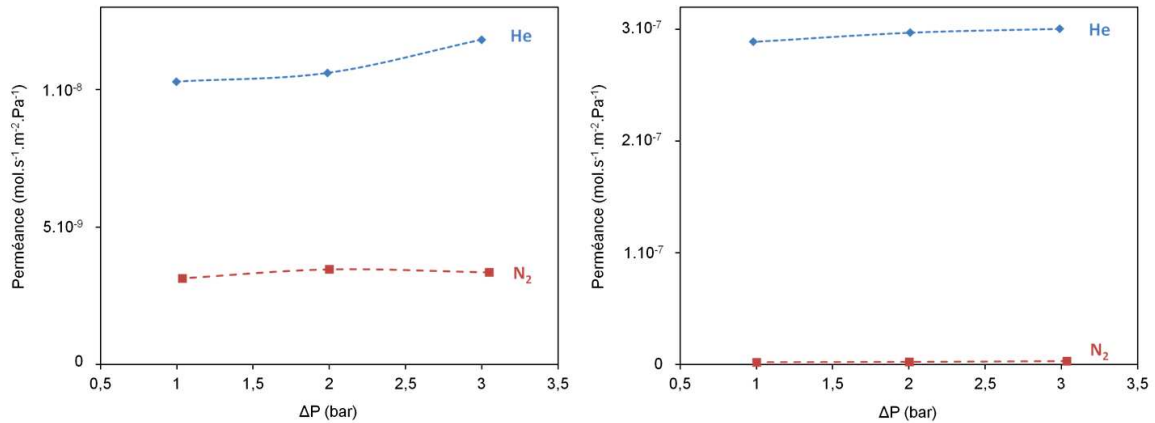 Perméance (mol.s⁻¹.m⁻².Pa⁻¹)
1.10⁻⁸
5.10⁻⁹
0
He
N₂
0,5 1 1,5 2 2,5 3 3,5
ΔP (bar)
Perméance (mol.s⁻¹.m⁻².Pa⁻¹)
3.10⁻⁷
2.10⁻⁷
1.10⁻⁷
0
He
N₂
0,5 1 1,5 2 2,5 3 3,5
ΔP (bar)